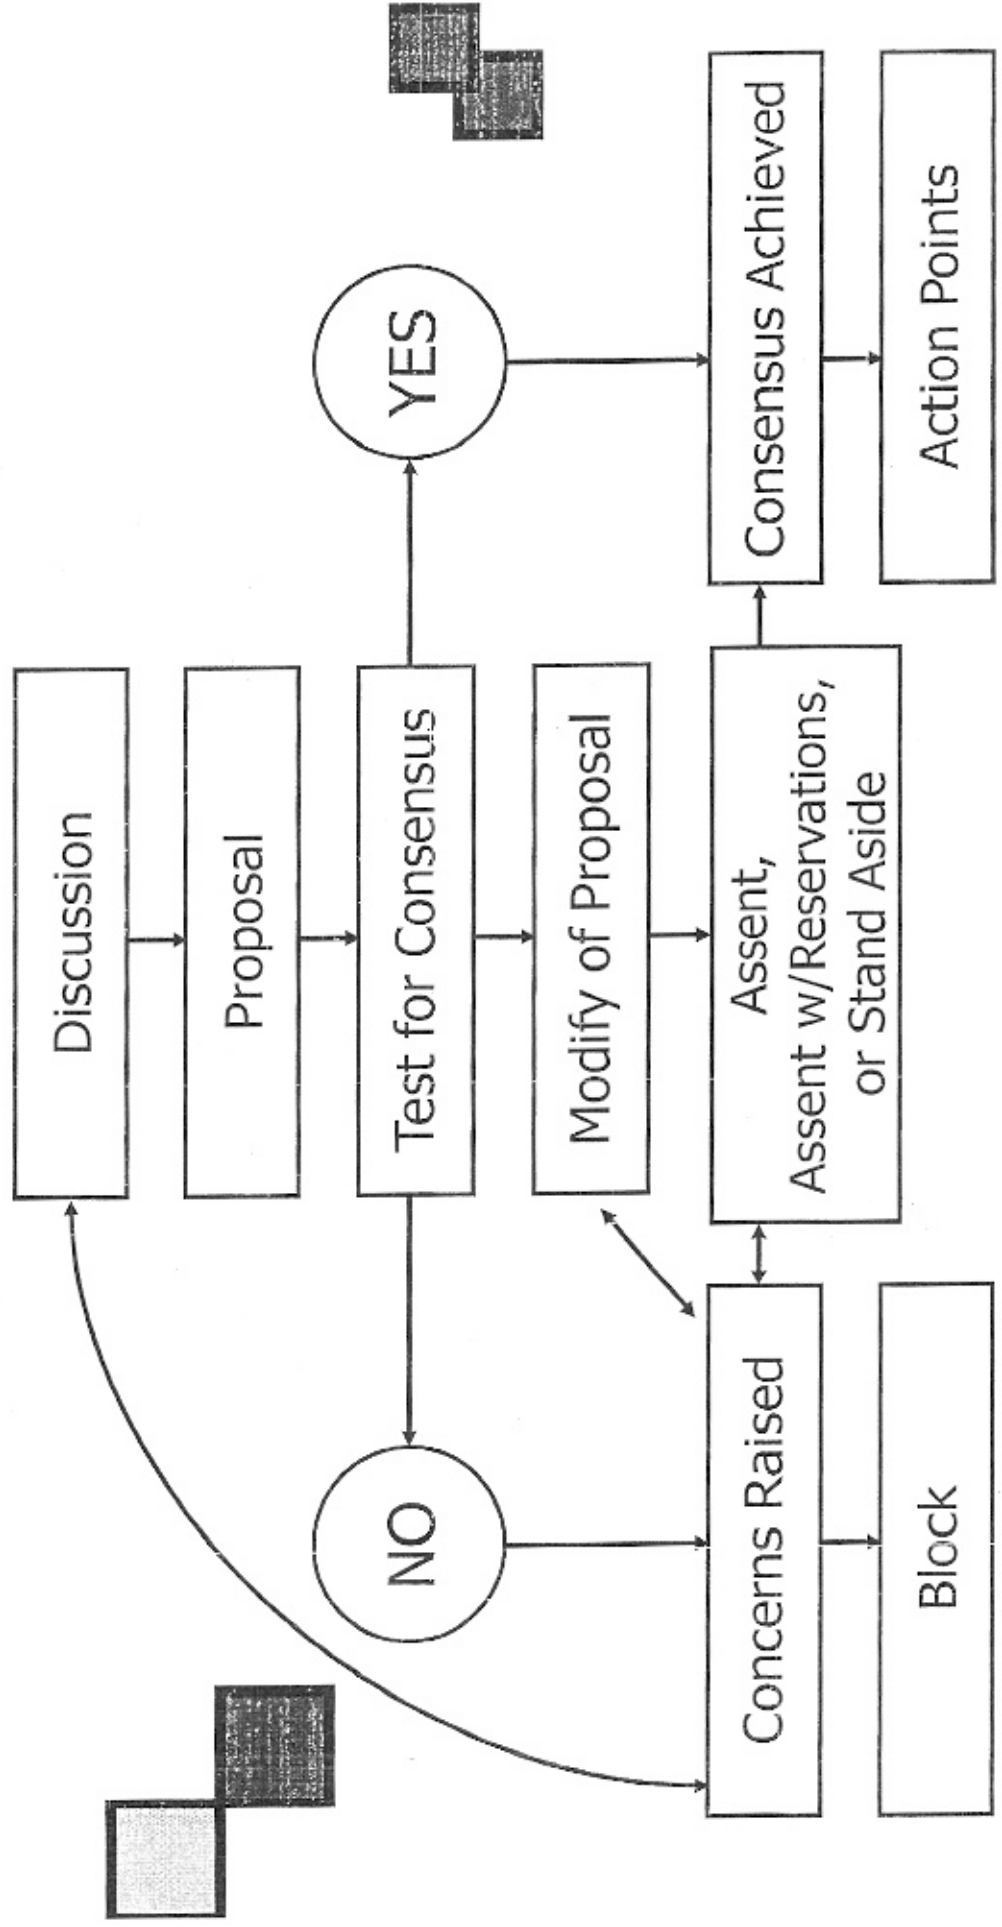 Discussion
Proposal
Test for Consensus
NO
YES
Modify of Proposal
Concerns Raised
Assent,
Assent w/Reservations,
or Stand Aside
Consensus Achieved
Block
Action Points